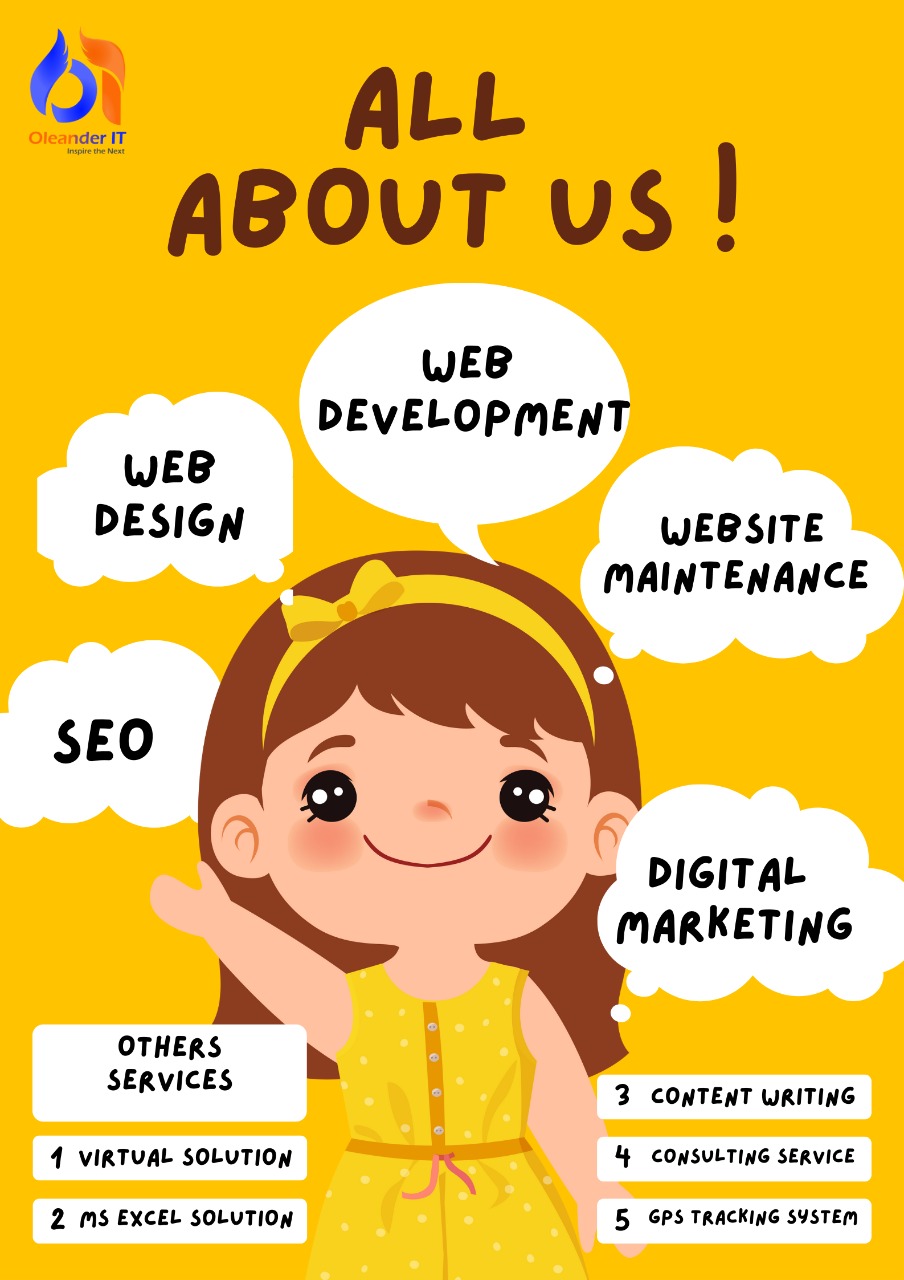 Oleander IT
Inspire the Next
ALL
ABOUT US !
WEB
DEVELOPMENT
WEB
DESIGN
WEBSITE
MAINTENANCE
SEO
DIGITAL
MARKETING
OTHERS
SERVICES
1 VIRTUAL SOLUTION
2 MS EXCEL SOLUTION
3 CONTENT WRITING
4 CONSULTING SERVICE
5 GPS TRACKING SYSTEM